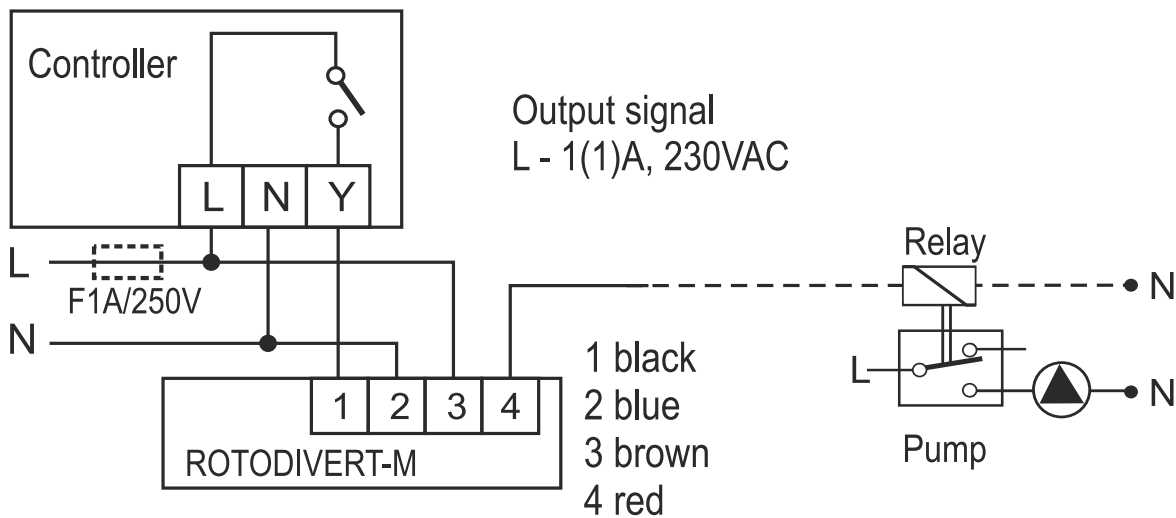 Controller
L N Y
Output signal
L - 1(1)A, 230VAC
L
F1A/250V
N
Relay
N
1 2 3 4
ROTODIVERT-M
1 black
2 blue
3 brown
4 red
L
N
Pump